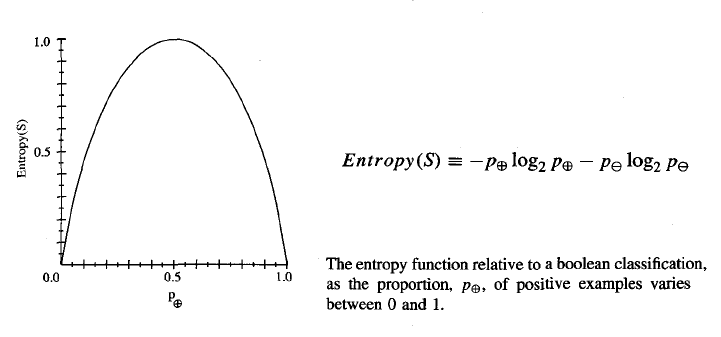 1.0
Entropy(S)
0.5
0.0
0.5
1.0
p⊕
Entropy(S) ≡ −p⊕ log₂ p⊕ − p⊖ log₂ p⊖
The entropy function relative to a boolean classification,
as the proportion, p⊕, of positive examples varies
between 0 and 1.